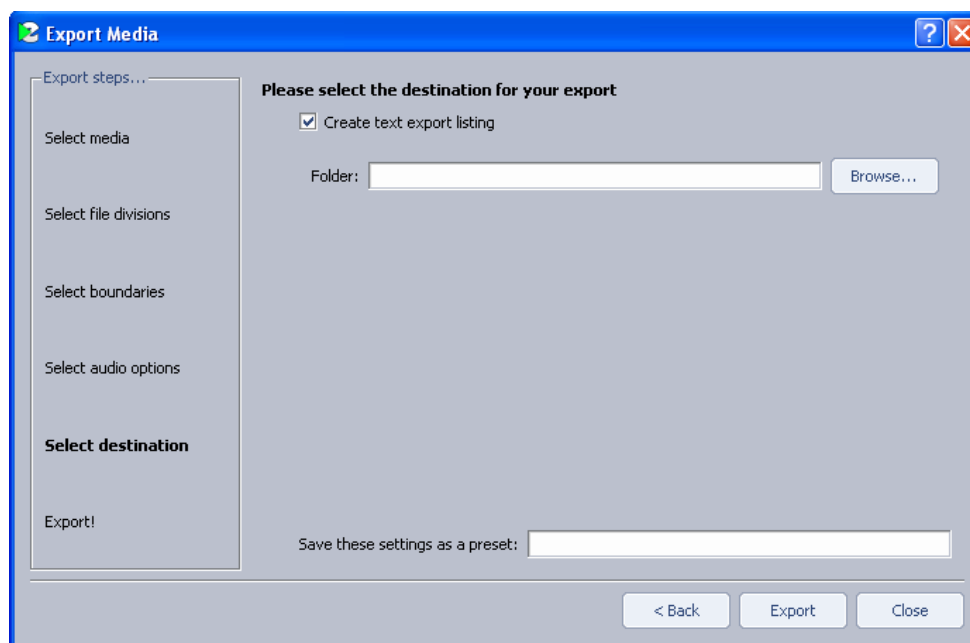 Export Media
Export steps...
Select media
Select file divisions
Select boundaries
Select audio options
Select destination
Export!
Please select the destination for your export
Create text export listing
Folder: Browse...
Save these settings as a preset:
< Back Export Close